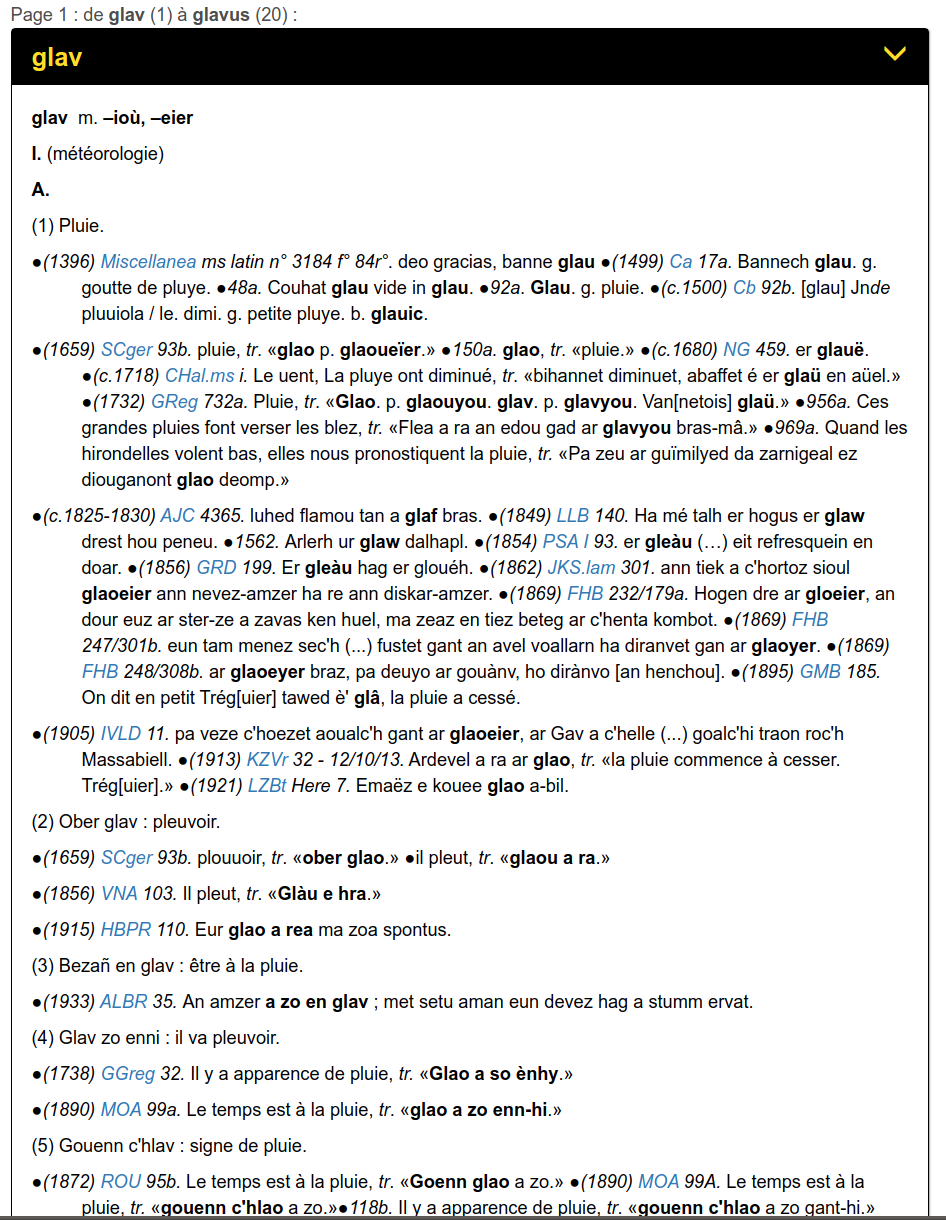 Page 1 : de glav (1) à glavus (20) :
glav
glav m. –ioù, –eier
I. (météorologie)
A.
(1) Pluie.
●(1396) Miscellanea ms latin n° 3184 f° 84r°. deo gracias, banne glau ●(1499) Ca 17a. Bannech glau. g.
goutte de pluye. ●48a. Couhat glau vide in glau. ●92a. Glau. g. pluie. ●(c.1500) Cb 92b. [glau] Jnde
pluuiola / le. dimi. g. petite pluye. b. glauic.
●(1659) SCger 93b. pluie, tr. «glao p. glaoueïer.» ●150a. glao, tr. «pluie.» ●(c.1680) NG 459. er glauë.
●(c.1718) CHal.ms i. Le uent, La pluye ont diminué, tr. «bihannet diminuet, abaffet é er glaü en aüel.»
●(1732) GReg 732a. Pluie, tr. «Glao. p. glaouyou. glav. p. glavyou. Van[netois] glaü.» ●956a. Ces
grandes pluies font verser les blez, tr. «Flea a ra an edou gad ar glavyou bras-mâ.» ●969a. Quand les
hirondelles volent bas, elles nous pronostiquent la pluie, tr. «Pa zeu ar guïmilyed da zarnigeal ez
diouganont glao deomp.»
●(c.1825-1830) AJC 4365. luhed flamou tan a glaf bras. ●(1849) LLB 140. Ha mé talh er hogus er glaw
drest hou peneu. ●1562. Arlerh ur glaw dalhapl. ●(1854) PSA I 93. er gleàu (…) eit refresquein en
doar. ●(1856) GRD 199. Er gleàu hag er glouéh. ●(1862) JKS.lam 301. ann tiek a c'hortoz sioul
glaoeier ann nevez-amzer ha re ann diskar-amzer. ●(1869) FHB 232/179a. Hogen dre ar gloeier, an
dour euz ar ster-ze a zavas ken huel, ma zeaz en tiez beteg ar c'henta kombot. ●(1869) FHB
247/301b. eun tam menez sec'h (...) fustet gant an avel voallarn ha diranvet gan ar glaoyer. ●(1869)
FHB 248/308b. ar glaoeyer braz, pa deuyo ar gouànv, ho dirànvo [an henchou]. ●(1895) GMB 185.
On dit en petit Trég[uier] tawed è' glâ, la pluie a cessé.
●(1905) IVLD 11. pa veze c'hoezet aoualc'h gant ar glaoeier, ar Gav a c'helle (...) goalc'hi traon roc'h
Massabiell. ●(1913) KZVr 32 - 12/10/13. Ardevel a ra ar glao, tr. «la pluie commence à cesser.
Trég[uier].» ●(1921) LZBt Here 7. Emaëz e kouee glao a-bil.
(2) Ober glav : pleuvoir.
●(1659) SCger 93b. plouuoir, tr. «ober glao.» ●il pleut, tr. «glaou a ra.»
●(1856) VNA 103. Il pleut, tr. «Glàu e hra.»
●(1915) HBPR 110. Eur glao a rea ma zoa spontus.
(3) Bezañ en glav : être à la pluie.
●(1933) ALBR 35. An amzer a zo en glav ; met setu aman eun devez hag a stumm ervat.
(4) Glav zo enni : il va pleuvoir.
●(1738) GGreg 32. Il y a apparence de pluie, tr. «Glao a so ènhy.»
●(1890) MOA 99a. Le temps est à la pluie, tr. «glao a zo enn-hi.»
(5) Gouenn c'hlav : signe de pluie.
●(1872) ROU 95b. Le temps est à la pluie, tr. «Goenn glao a zo.» ●(1890) MOA 99A. Le temps est à la
pluie, tr. «gouenn c'hlao a zo.»●118b. Il y a apparence de pluie, tr. «gouenn c'hlao a zo gant-hi.»